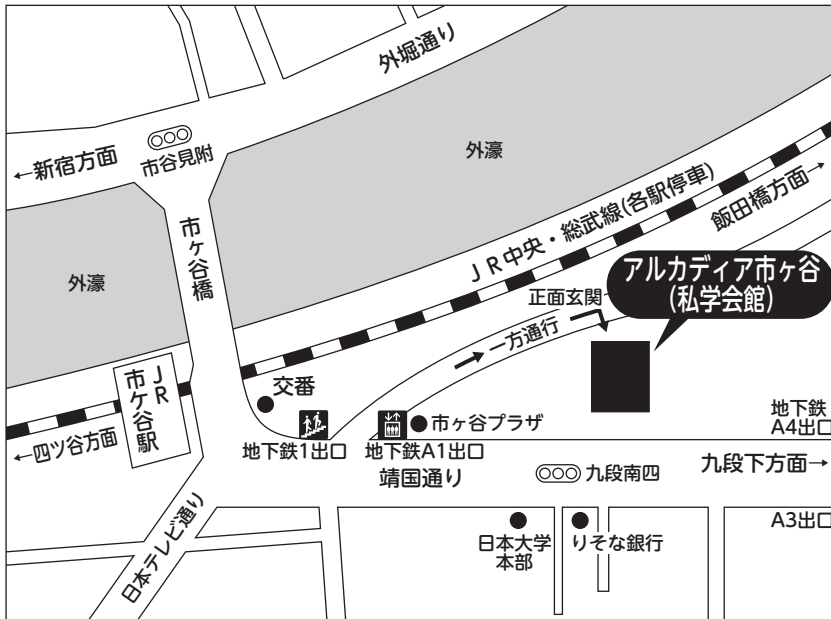 外堀通り
←新宿方面
市谷見附
外濠
JR中央・総武線(各駅停車)
飯田橋方面→
市ヶ谷橋
外濠
アルカディア市ヶ谷
(私学会館)
正面玄関
一方通行
JR
市ヶ谷駅
交番
市ヶ谷プラザ
地下鉄
A4出口
←四ツ谷方面
地下鉄1出口
地下鉄A1出口
靖国通り
九段南四
九段下方面→
日本テレビ通り
日本大学
本部
りそな銀行
A3出口